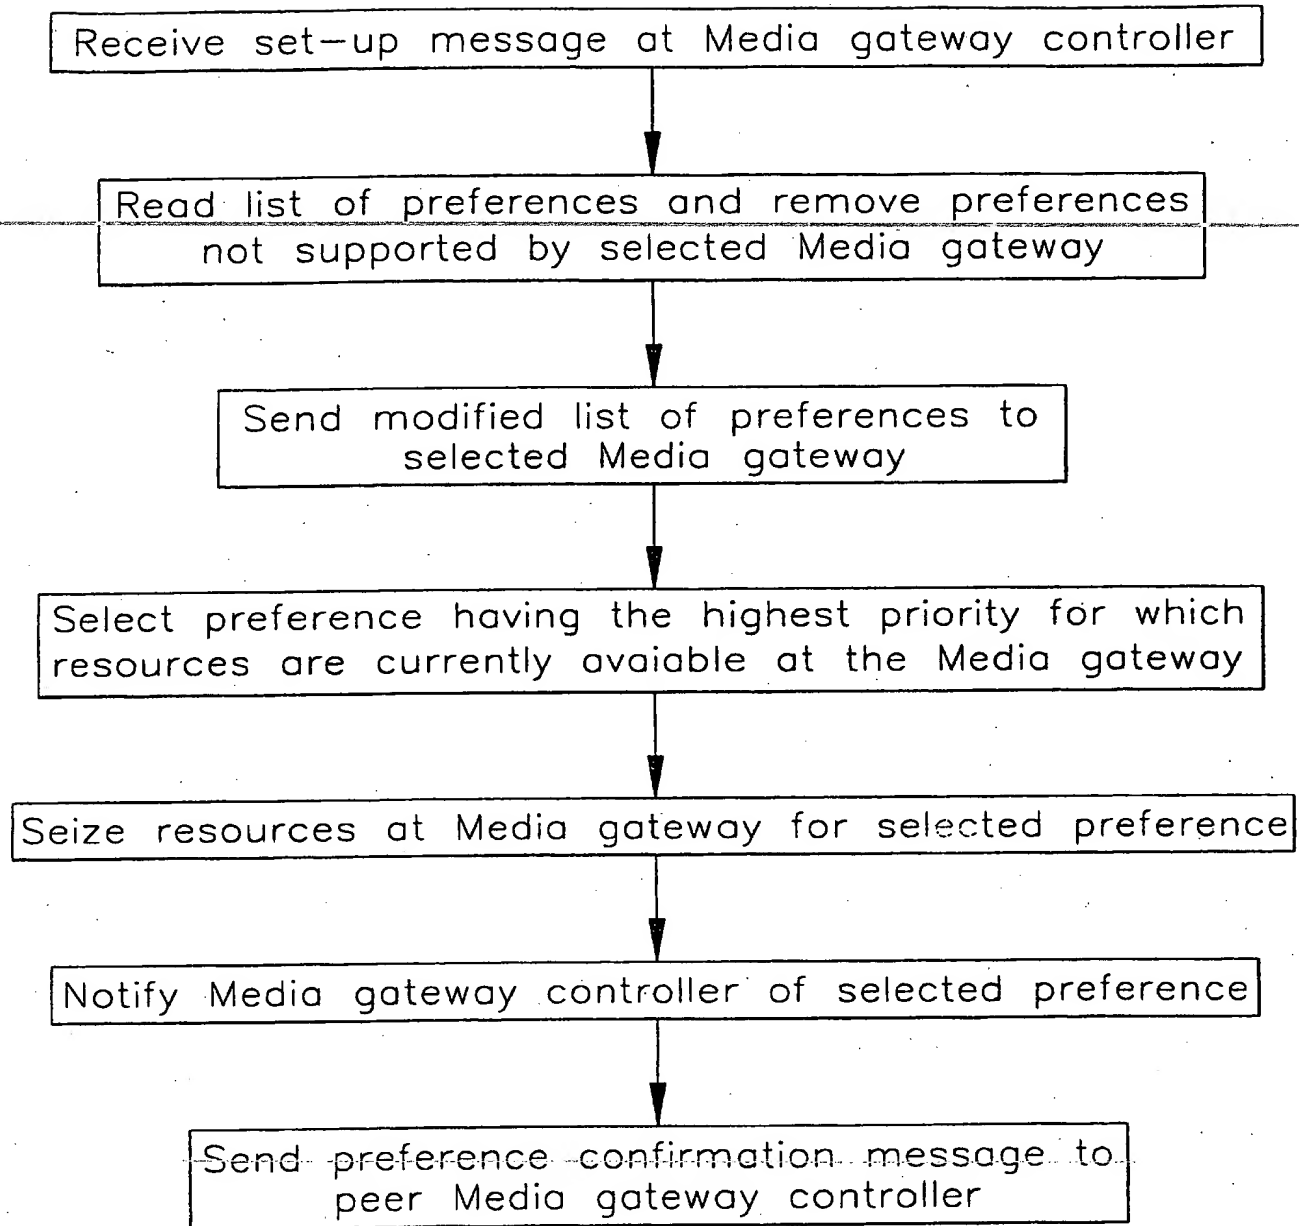 Receive set-up message at Media gateway controller
Read list of preferences and remove preferences
not supported by selected Media gateway
Send modified list of preferences to
selected Media gateway
Select preference having the highest priority for which
resources are currently avaiable at the Media gateway
Seize resources at Media gateway for selected preference
Notify Media gateway controller of selected preference
Send preference confirmation message to
peer Media gateway controller